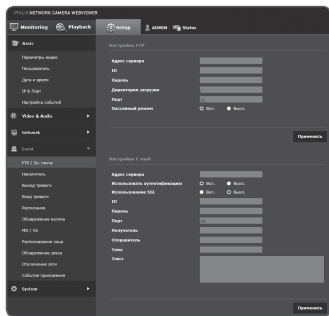 iPOLiS NETWORK CAMERA WEBVIEWER
Monitoring Playback Setup ADMIN Status
Basic
Параметры видео
Пользователь
Дата и время
IP & Порт
Настройка событий
Video & Audio
Network
Event
FTP / Эл. почта
Накопитель
Выход тревоги
Вход тревоги
Расписание
Обнаружение взлома
MD / VA
Распознавание лица
Обнаружение звука
Отключение сети
Событие приложения
System
Настройка FTP
Адрес сервера
ID
Пароль
Директория загрузки
Порт
Пассивный режим Вкл. Выкл.
Применить
Настройка E-mail
Адрес сервера
Использовать аутентификацию Вкл. Выкл.
Использование SSL Вкл. Выкл.
ID
Пароль
Порт
Получатель
Отправитель
Тема
Текст
Применить